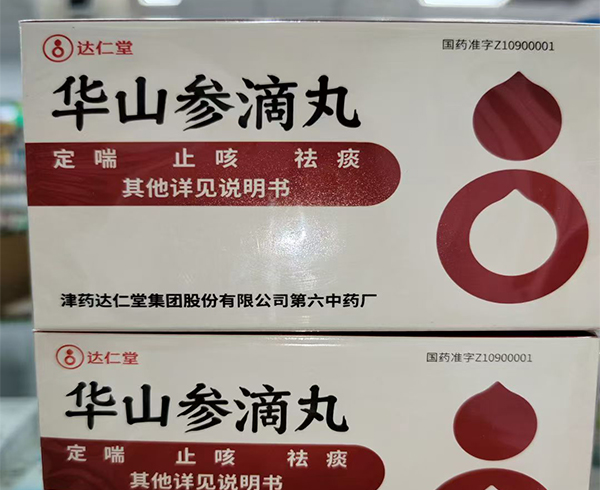 达仁堂
国药准字Z10900001
华山参滴丸
定喘 止咳 祛痰
其他详见说明书
津药达仁堂集团股份有限公司第六中药厂
达仁堂
国药准字Z10900001
华山参滴丸
定喘 止咳 祛痰
其他详见说明书